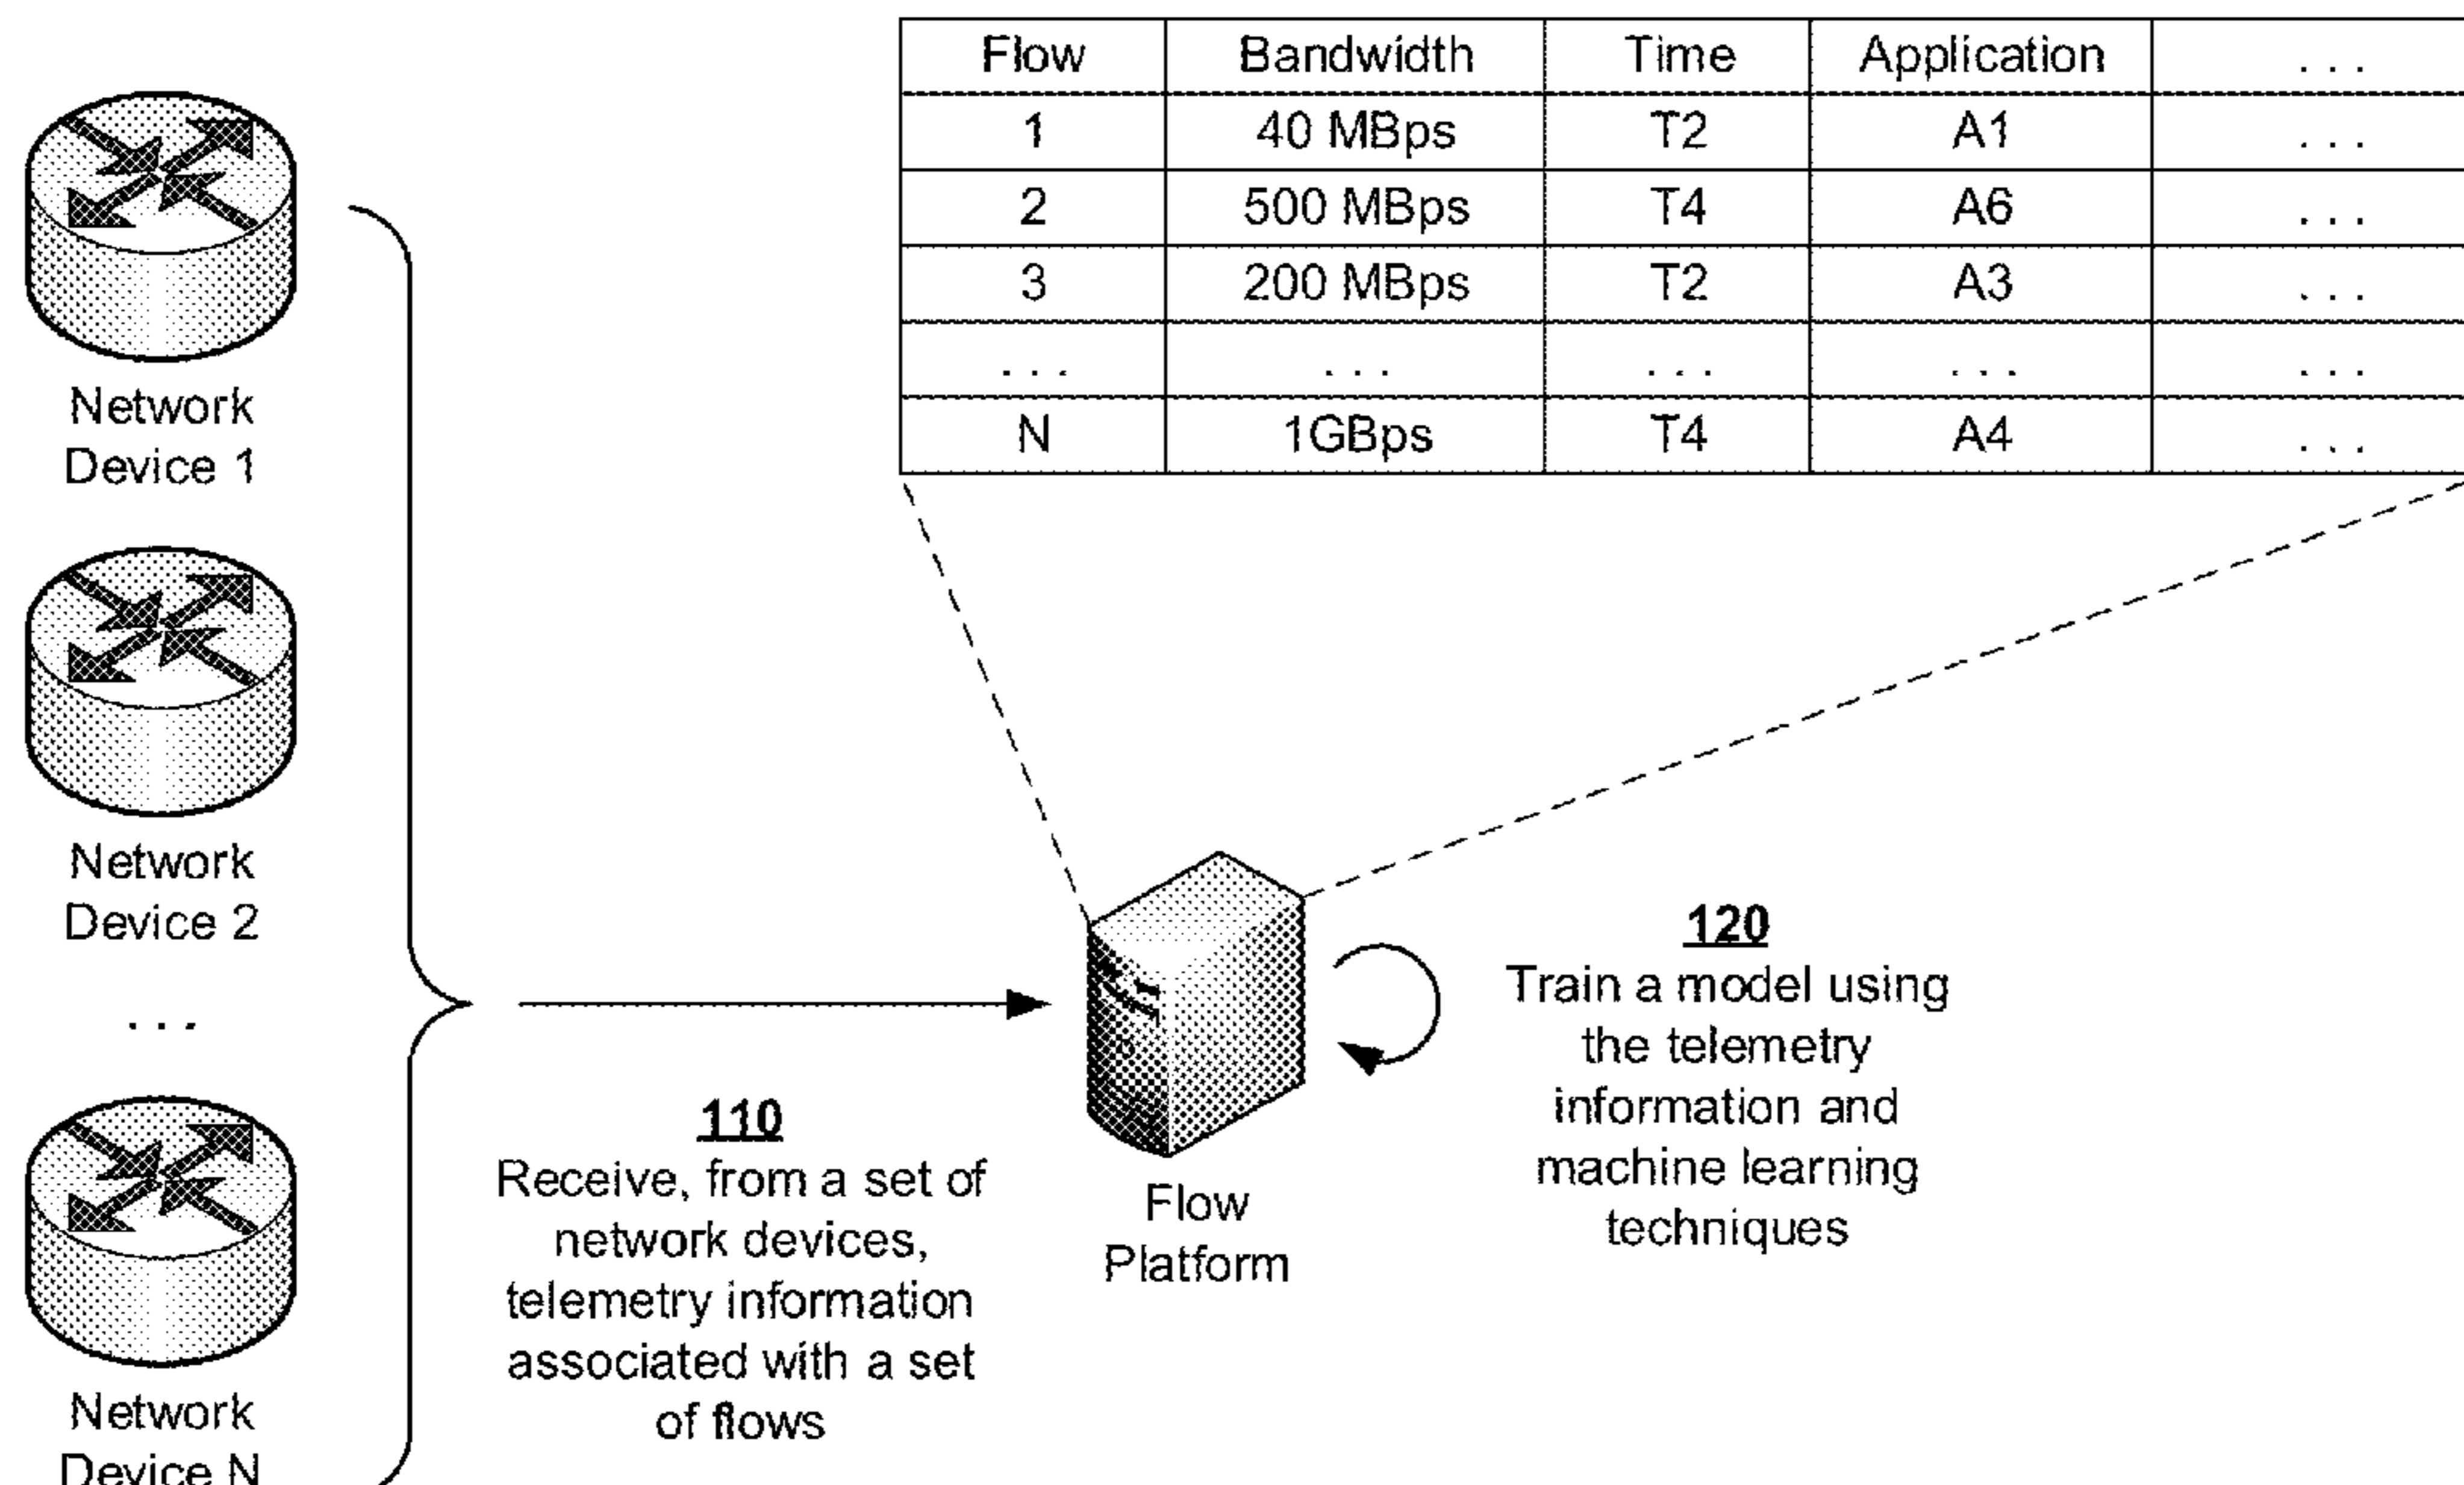 Flow Bandwidth Time Application . . .
1 40 MBps T2 A1 . . .
2 500 MBps T4 A6 . . .
3 200 MBps T2 A3 . . .
. . . . . . . . . . . . . . .
N 1GBps T4 A4 . . .
Network
Device 1
Network
Device 2
. . .
Network
Device N
110
Receive, from a set of
network devices,
telemetry information
associated with a set
of flows
Flow
Platform
120
Train a model using
the telemetry
information and
machine learning
techniques